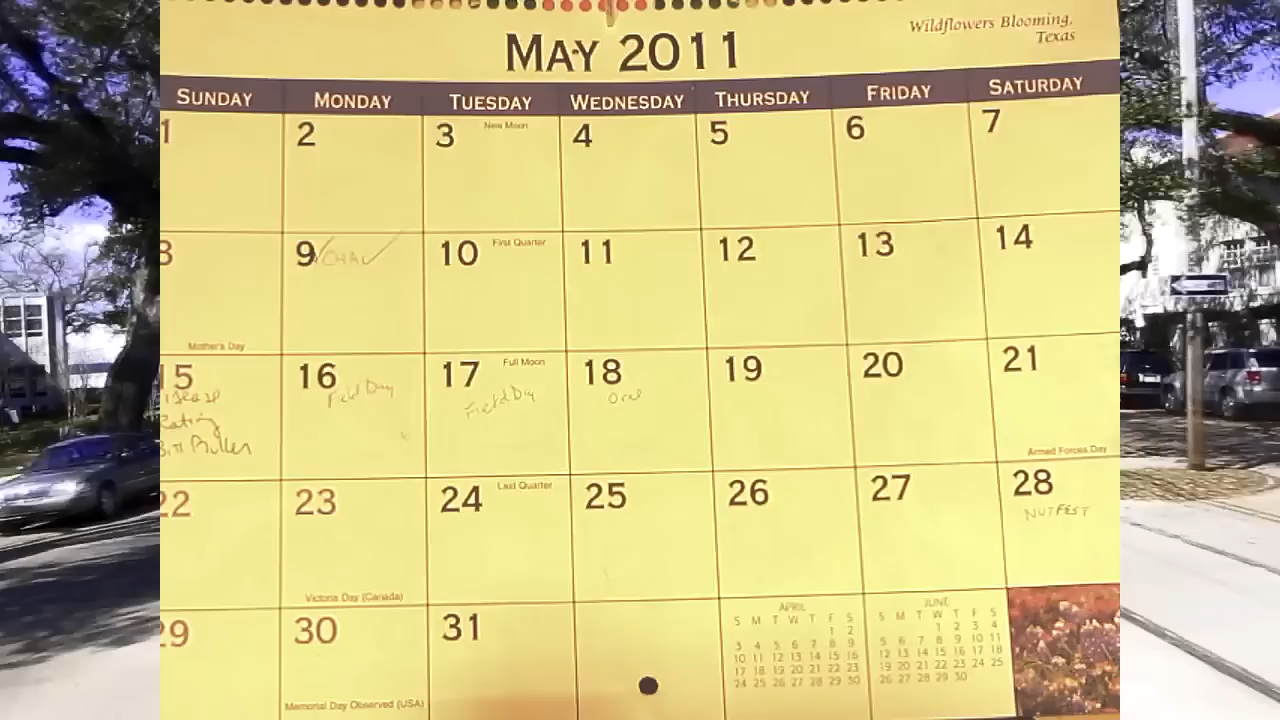 Wildflowers Blooming,
Texas
MAY 2011
SUNDAY MONDAY TUESDAY WEDNESDAY THURSDAY FRIDAY SATURDAY
1 2 3 New Moon 4 5 6 7
8 9 10 First Quarter 11 12 13 14
Mother's Day
15 16 17 Full Moon 18 19 20 21
Field Day Field Day Oral
Rating
Bill Buller
Armed Forces Day
22 23 24 Last Quarter 25 26 27 28
NUTFEST
Victoria Day (Canada)
29 30 31
Memorial Day Observed (USA)
APRIL
S M T W T F S
1 2
3 4 5 6 7 8 9
10 11 12 13 14 15 16
17 18 19 20 21 22 23
24 25 26 27 28 29 30
JUNE
S M T W T F S
1 2 3 4
5 6 7 8 9 10 11
12 13 14 15 16 17 18
19 20 21 22 23 24 25
26 27 28 29 30